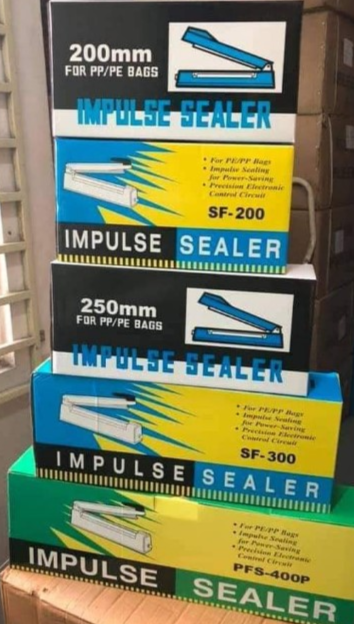 200mm
FOR PP/PE BAGS
IMPULSE SEALER
• For PE/PP Bags
• Impulse Sealing
for Power-Saving
• Precision Electronic
Control Circuit
SF-200
IMPULSE SEALER
250mm
FOR PP/PE BAGS
IMPULSE SEALER
• For PE/PP Bags
• Impulse Sealing
for Power-Saving
• Precision Electronic
Control Circuit
SF-300
IMPULSE SEALER
• For PE/PP Bags
• Impulse Sealing
for Power-Saving
• Precision Electronic
Control Circuit
PFS-400P
IMPULSE SEALER